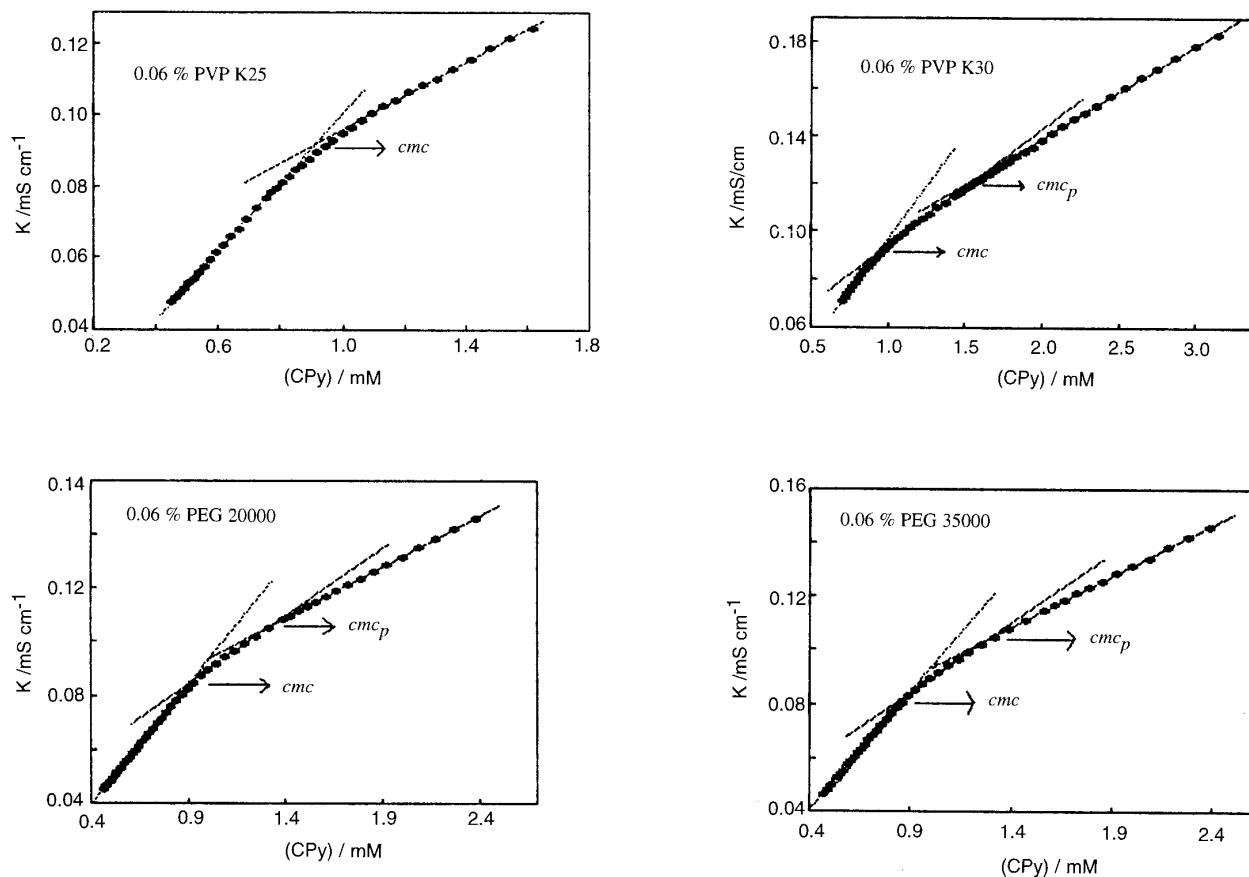 0.12
0.10
0.08
0.06
0.04
K /mS cm-1
0.06 % PVP K25
cmc
0.2 0.6 1.0 1.4 1.8
(CPy) / mM
0.18
0.14
0.10
0.06
K /mS/cm
0.06 % PVP K30
cmcp
cmc
0.5 1.0 1.5 2.0 2.5 3.0
(CPy) / mM
0.14
0.12
0.08
0.04
K /mS cm-1
0.06 % PEG 20000
cmcp
cmc
0.4 0.9 1.4 1.9 2.4
(CPy) / mM
0.16
0.12
0.08
0.04
K /mS cm-1
0.06 % PEG 35000
cmcp
cmc
0.4 0.9 1.4 1.9 2.4
(CPy) / mM